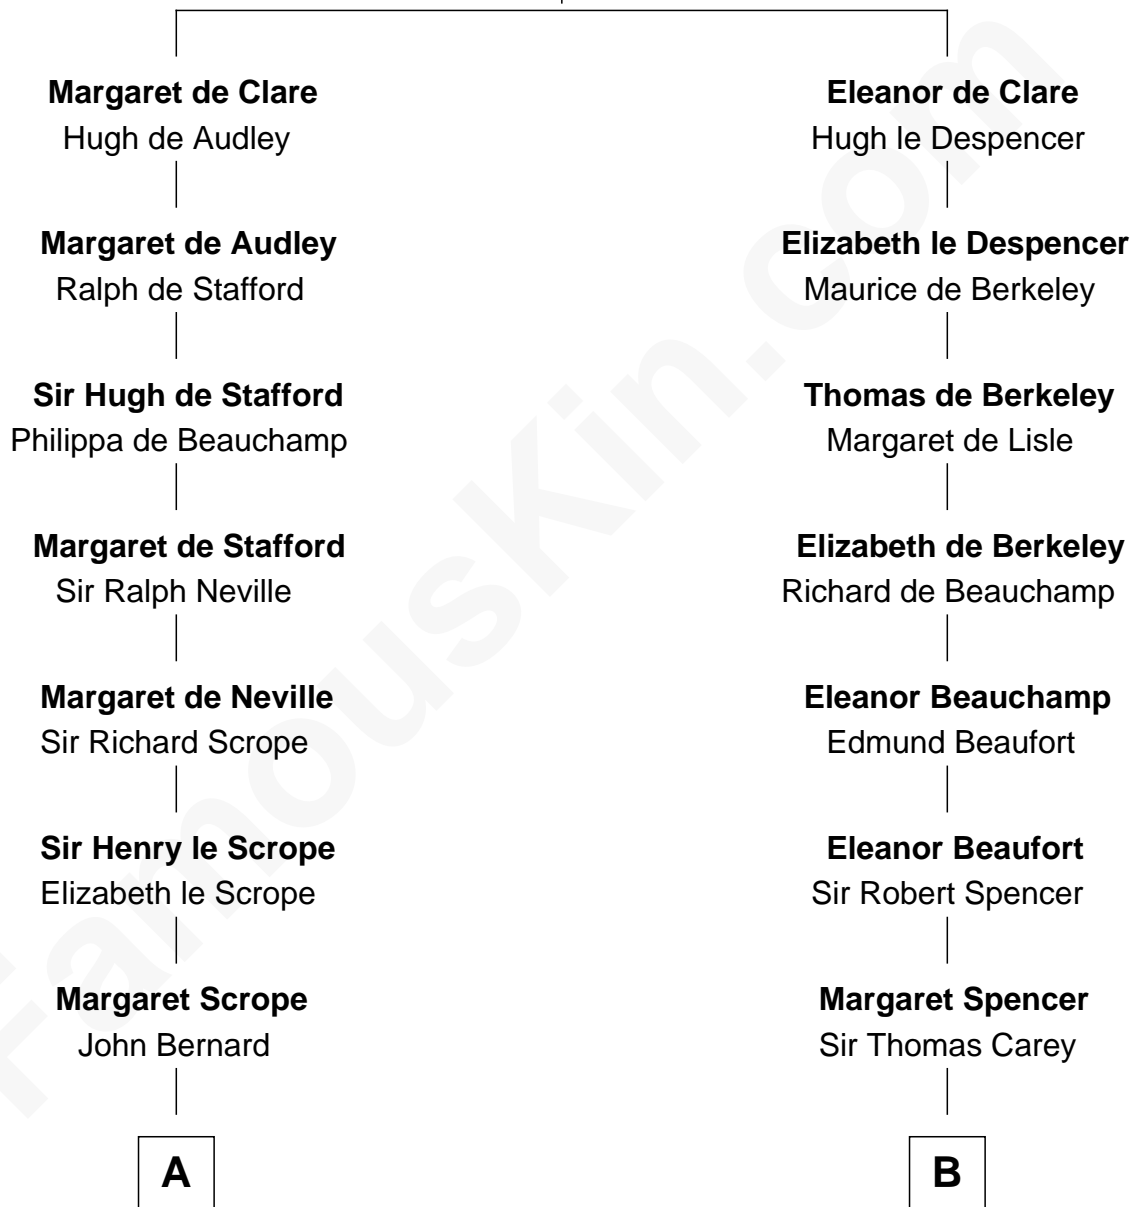 Margaret de Clare
Hugh de Audley
Margaret de Audley
Ralph de Stafford
Sir Hugh de Stafford
Philippa de Beauchamp
Margaret de Stafford
Sir Ralph Neville
Margaret de Neville
Sir Richard Scrope
Sir Henry le Scrope
Elizabeth le Scrope
Margaret Scrope
John Bernard
A
Eleanor de Clare
Hugh le Despencer
Elizabeth le Despencer
Maurice de Berkeley
Thomas de Berkeley
Margaret de Lisle
Elizabeth de Berkeley
Richard de Beauchamp
Eleanor Beauchamp
Edmund Beaufort
Eleanor Beaufort
Sir Robert Spencer
Margaret Spencer
Sir Thomas Carey
B
FamousKin.com